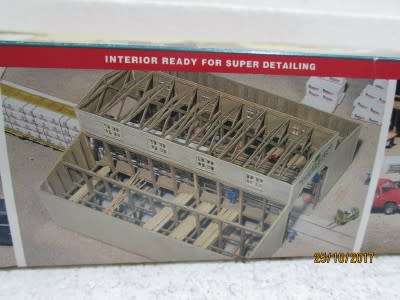 INTERIOR READY FOR SUPER DETAILING
29/10/2017